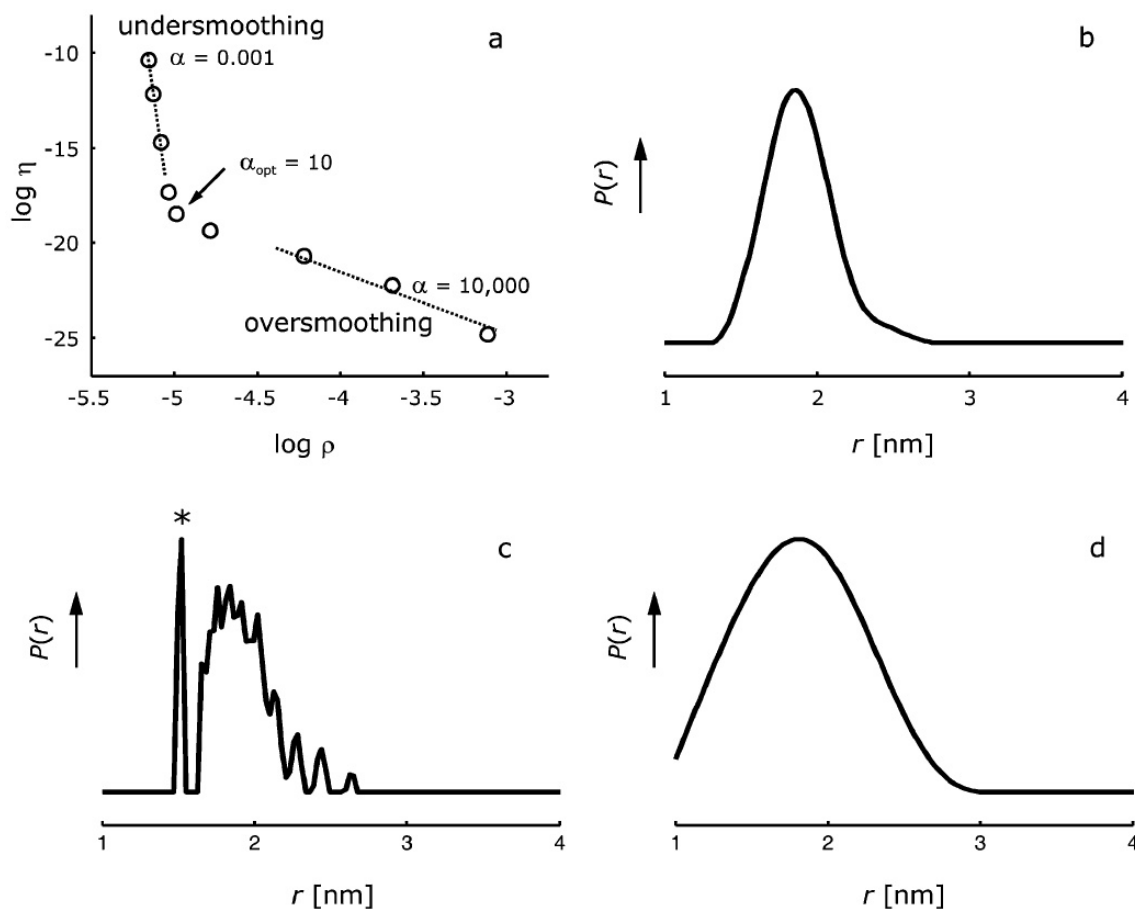 undersmoothing
a
α = 0.001
-10
-15
-20
-25
log η
αopt = 10
α = 10,000
oversmoothing
-5.5 -5 -4.5 -4 -3.5 -3
log ρ
b
P(r)
1 2 3 4
r [nm]
*
c
P(r)
1 2 3 4
r [nm]
d
P(r)
1 2 3 4
r [nm]